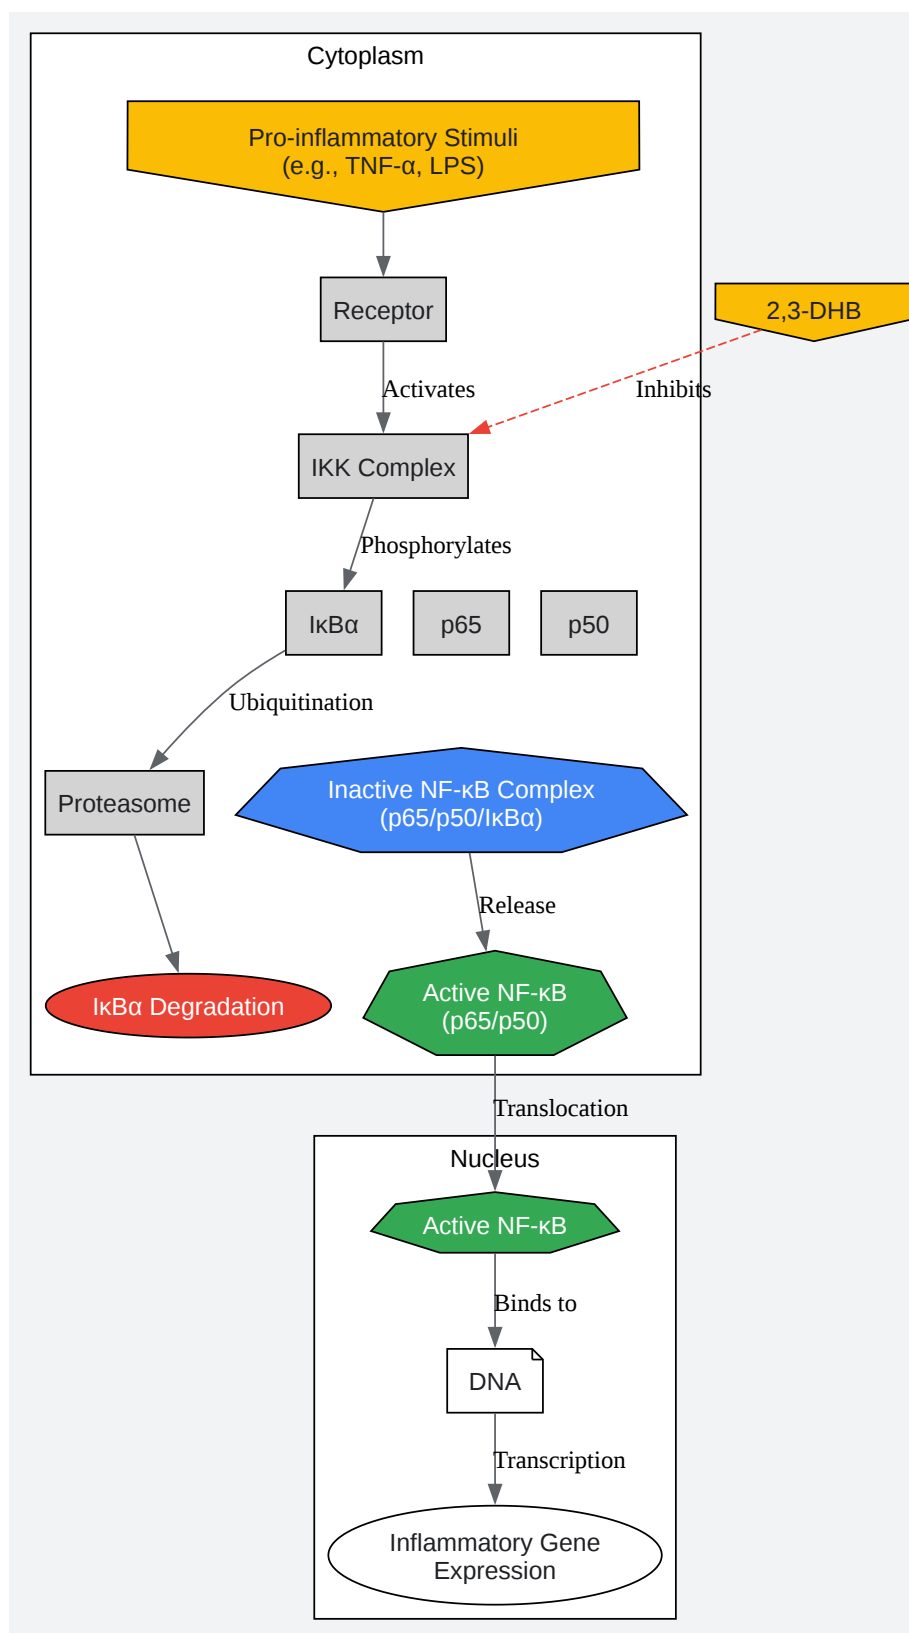 Cytoplasm
Pro-inflammatory Stimuli
(e.g., TNF-α, LPS)
Receptor
2,3-DHB
Activates
Inhibits
IKK Complex
Phosphorylates
IκBα
p65
p50
Ubiquitination
Proteasome
Inactive NF-κB Complex
(p65/p50/IκBα)
Release
IκBα Degradation
Active NF-κB
(p65/p50)
Translocation
Nucleus
Active NF-κB
Binds to
DNA
Transcription
Inflammatory Gene
Expression